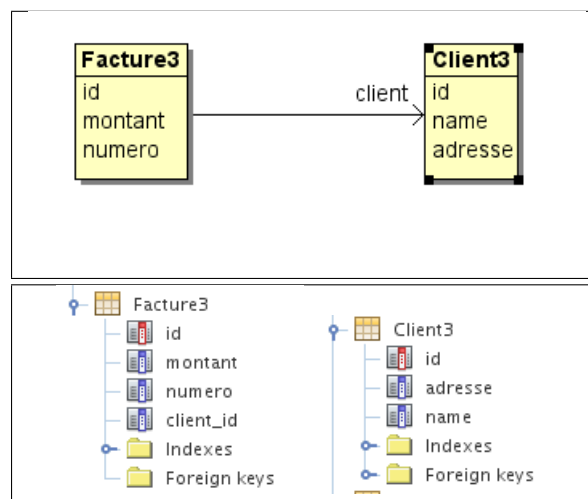 Facture3
id
montant
numero
client
Client3
id
name
adresse
Facture3
id
montant
numero
client_id
Indexes
Foreign keys
Client3
id
adresse
name
Indexes
Foreign keys